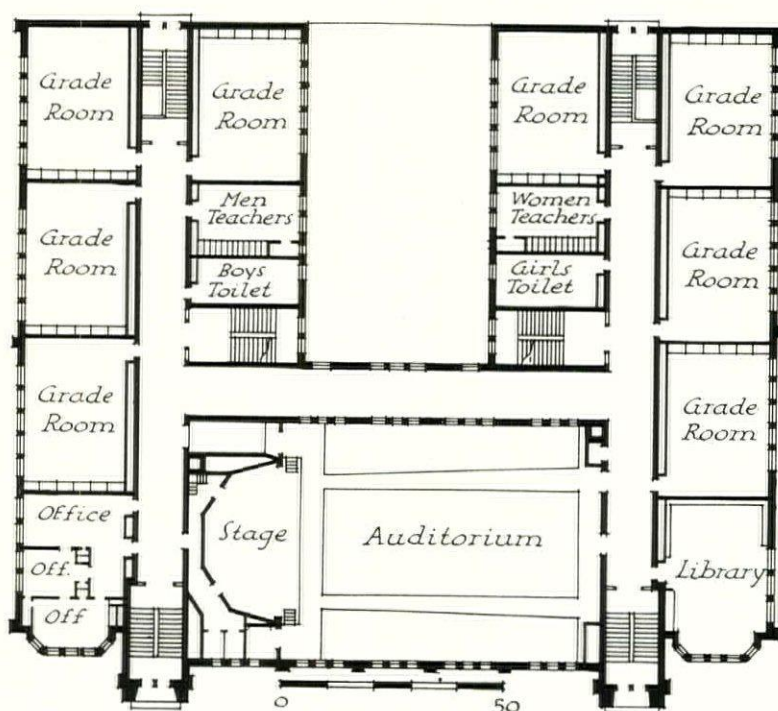 Grade
Room
Grade
Room
Grade
Room
Grade
Room
Men
Teachers
Women
Teachers
Grade
Room
Boys
Toilet
Girls
Toilet
Grade
Room
Grade
Room
Grade
Room
Office
Stage
Auditorium
Off.
Library
Off
0
50